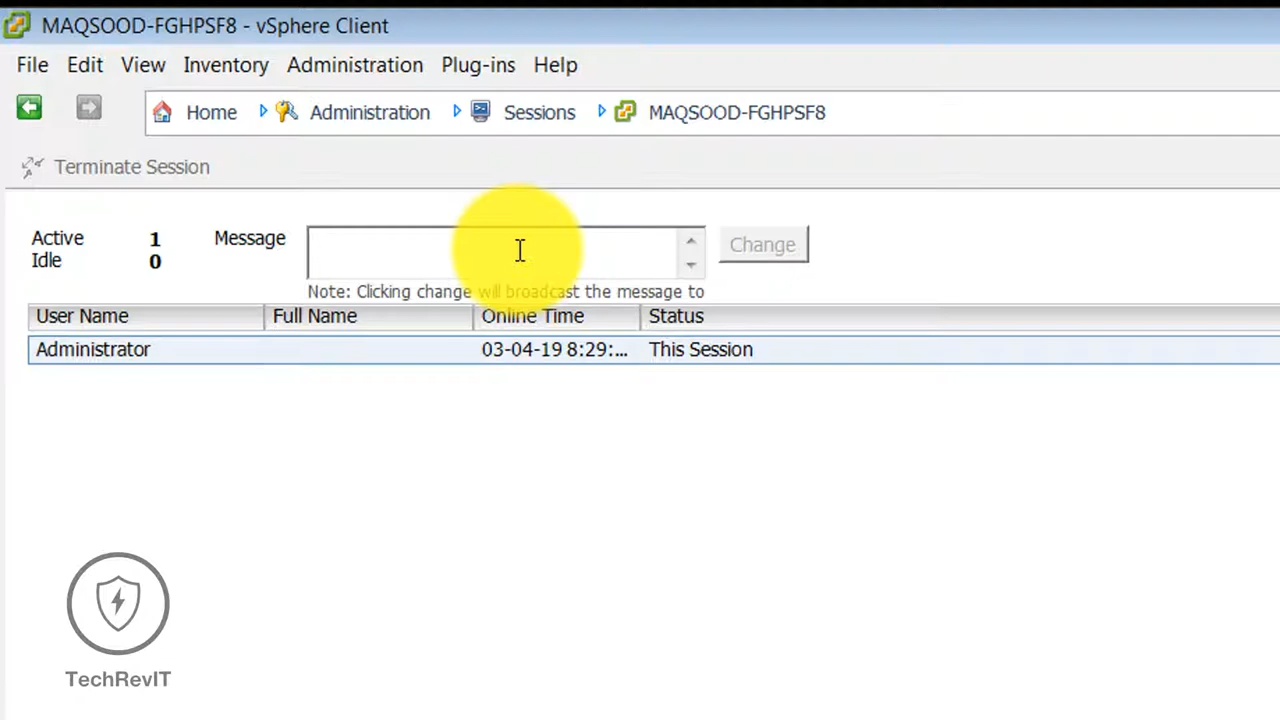 MAQSOOD-FGHPSF8 - vSphere Client
File Edit View Inventory Administration Plug-ins Help
Home Administration Sessions MAQSOOD-FGHPSF8
Terminate Session
Active 1 Message Change
Idle 0
Note: Clicking change will broadcast the message to
User Name Full Name Online Time Status
Administrator 03-04-19 8:29:... This Session
TechRevIT